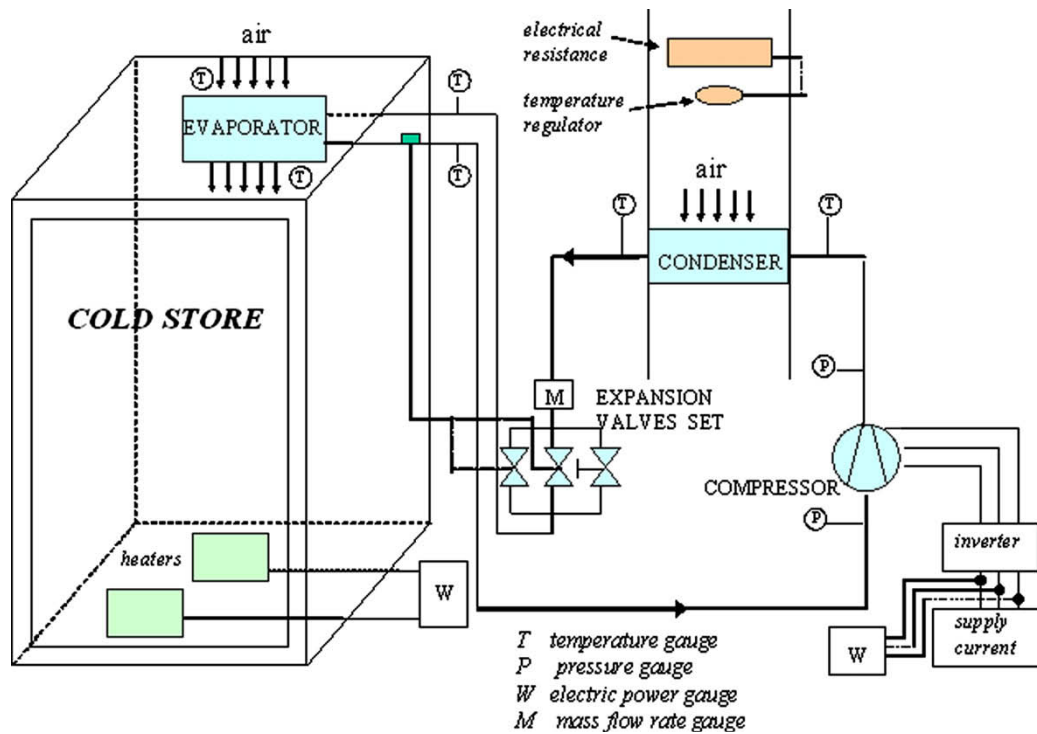 air
T
EVAPORATOR
T
T
T
COLD STORE
heaters
W
electrical
resistance
temperature
regulator
air
T
T
CONDENSER
M
EXPANSION
VALVES SET
P
COMPRESSOR
P
inverter
supply
current
W
T temperature gauge
P pressure gauge
W electric power gauge
M mass flow rate gauge